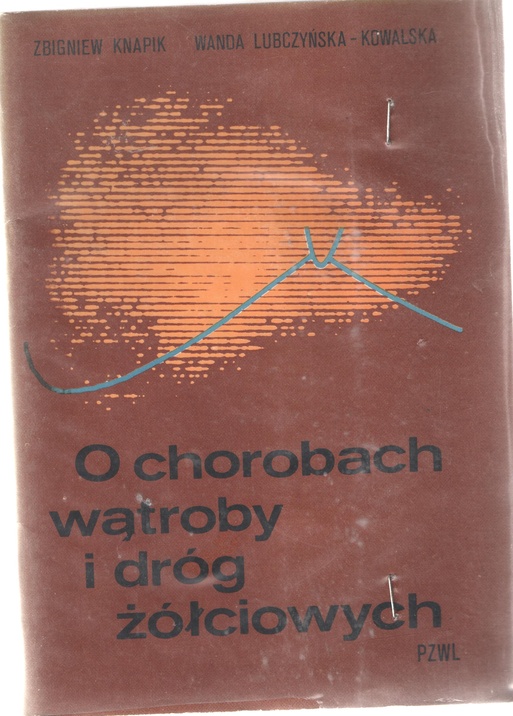 ZBIGNIEW KNAPIK WANDA LUBCZYŃSKA-KOWALSKA
O chorobach
wątroby
i dróg
żółciowych
PZWL